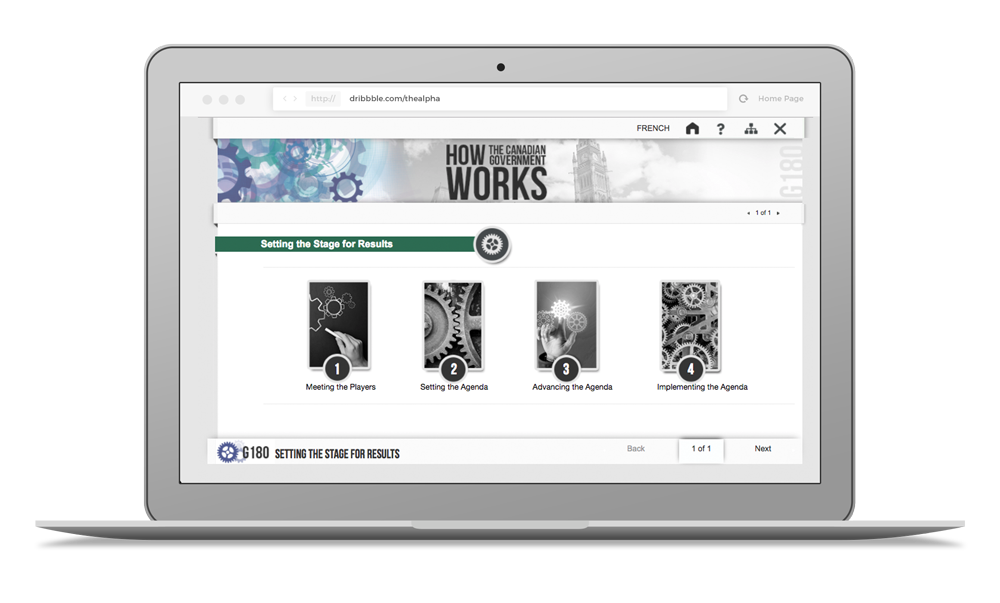 http://
dribbble.com/thealpha
Home Page
FRENCH
?
HOW THE CANADIAN
GOVERNMENT
WORKS
G180
1 of 1
Setting the Stage for Results
1
2
3
4
Meeting the Players
Setting the Agenda
Advancing the Agenda
Implementing the Agenda
G180 SETTING THE STAGE FOR RESULTS
Back
1 of 1
Next